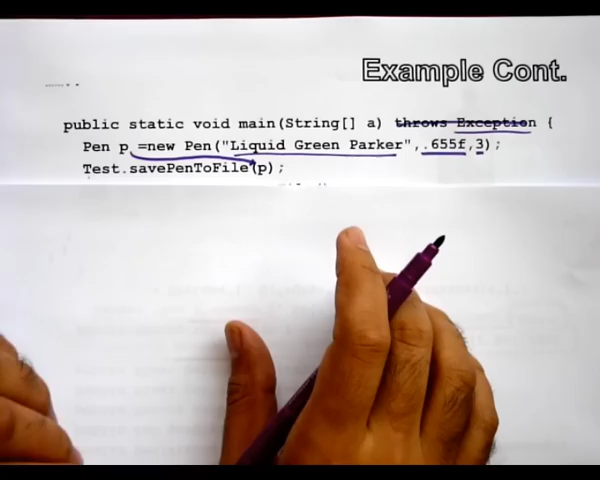 Example Cont.
public static void main(String[] a) throws Exception {
Pen p =new Pen("Liquid Green Parker",.655f,3);
Test.savePenToFile(p);